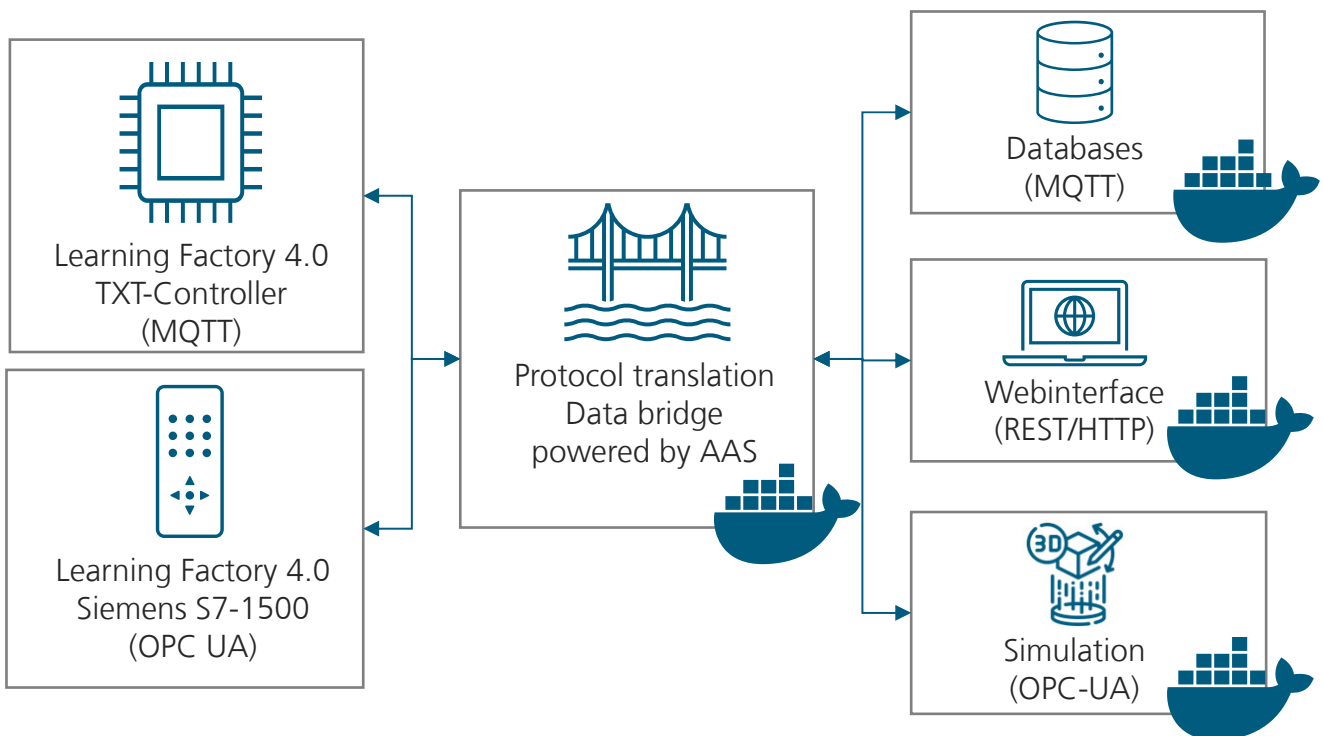 Learning Factory 4.0
TXT-Controller
(MQTT)
Learning Factory 4.0
Siemens S7-1500
(OPC UA)
Protocol translation
Data bridge
powered by AAS
Databases
(MQTT)
Webinterface
(REST/HTTP)
3D
Simulation
(OPC-UA)